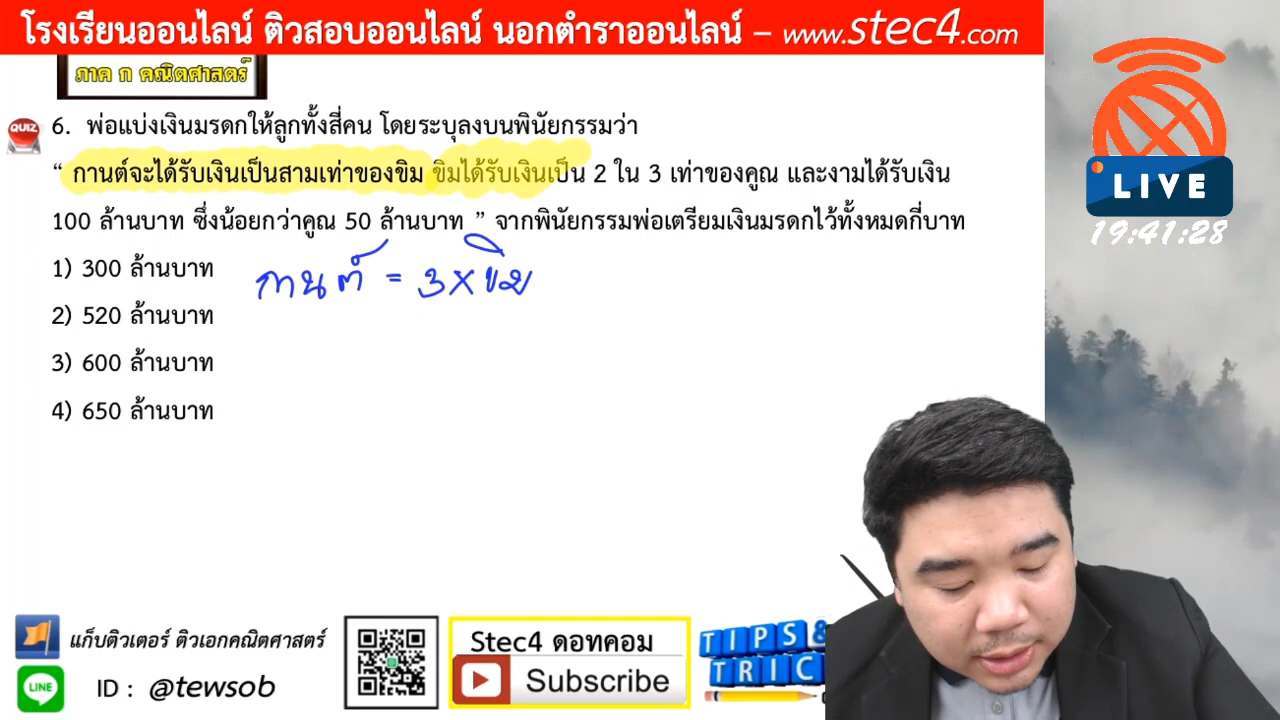 โรงเรียนออนไลน์ ติวสอบออนไลน์ นอกตำราออนไลน์ – www.stec4.com
ภาค ก คณิตศาสตร์
QUIZ
6. พ่อแบ่งเงินมรดกให้ลูกทั้งสี่คน โดยระบุลงบนพินัยกรรมว่า
“ กานต์จะได้รับเงินเป็นสามเท่าของขิม ขิมได้รับเงินเป็น 2 ใน 3 เท่าของคูณ และงามได้รับเงิน
100 ล้านบาท ซึ่งน้อยกว่าคูณ 50 ล้านบาท ” จากพินัยกรรมพ่อเตรียมเงินมรดกไว้ทั้งหมดกี่บาท
1) 300 ล้านบาท
กานต์ = 3×ขิม
2) 520 ล้านบาท
3) 600 ล้านบาท
4) 650 ล้านบาท
LIVE
19:41:28
แก๊บติวเตอร์ ติวเอกคณิตศาสตร์
LINE
ID : @tewsob
Stec4 ดอทคอม
Subscribe
TIPS &
TRIC